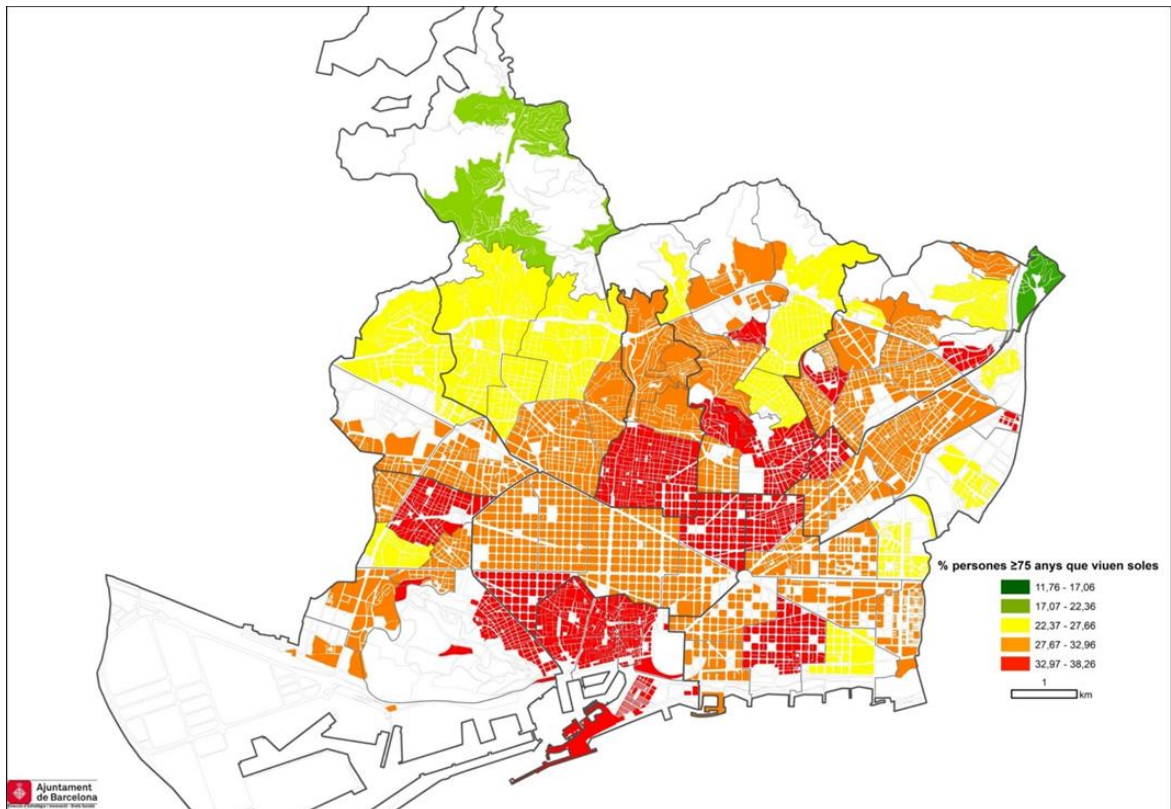 % persones ≥75 anys que viuen soles
11,76 - 17,06
17,07 - 22,36
22,37 - 27,66
27,67 - 32,96
32,97 - 38,26
1
km
Ajuntament
de Barcelona